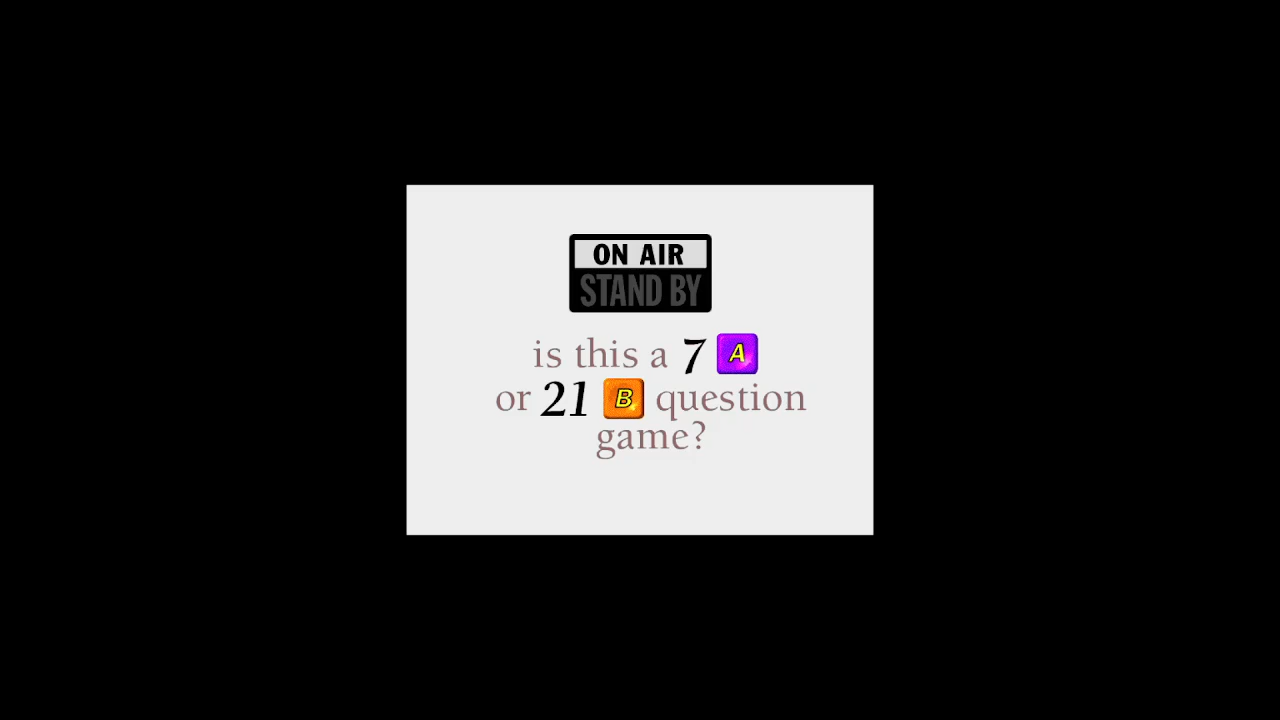 ON AIR
STAND BY
is this a 7 A
or 21 B question
game?